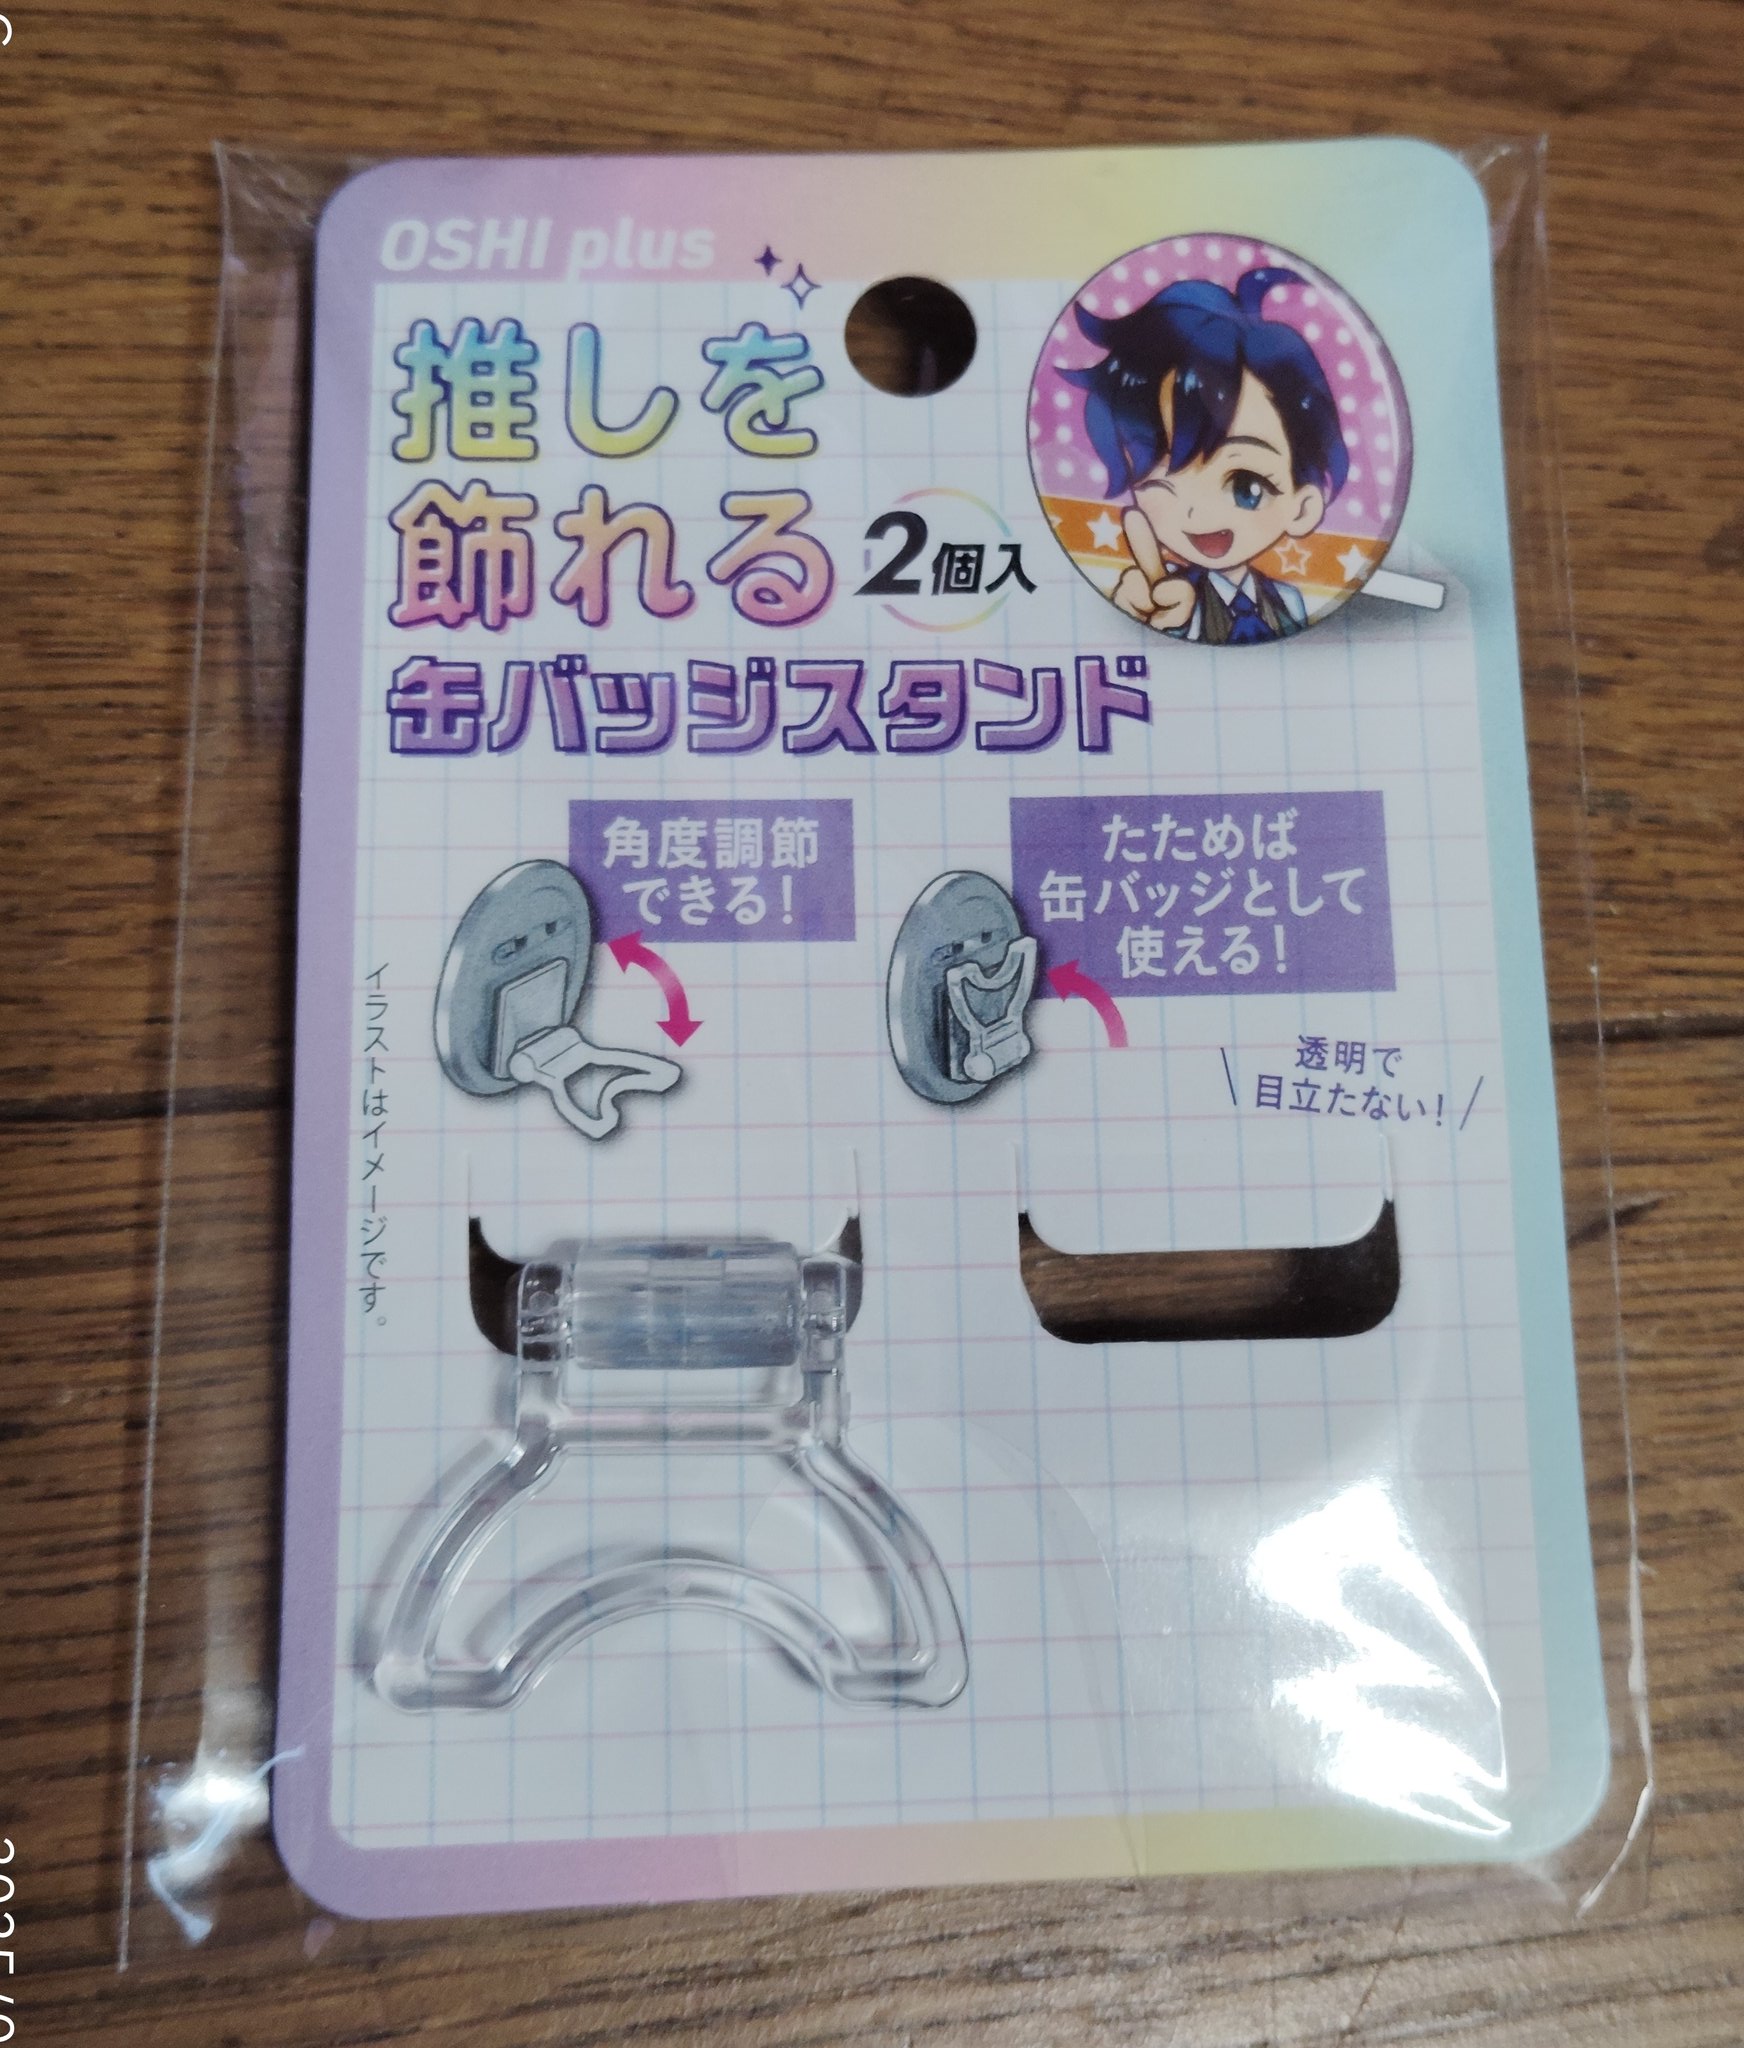 OSHI plus
推しを
飾れる
2個入
缶バッジスタンド
角度調節
できる！
たためば
缶バッジとして
使える！
透明で
目立たない！
イラストはイメージです。